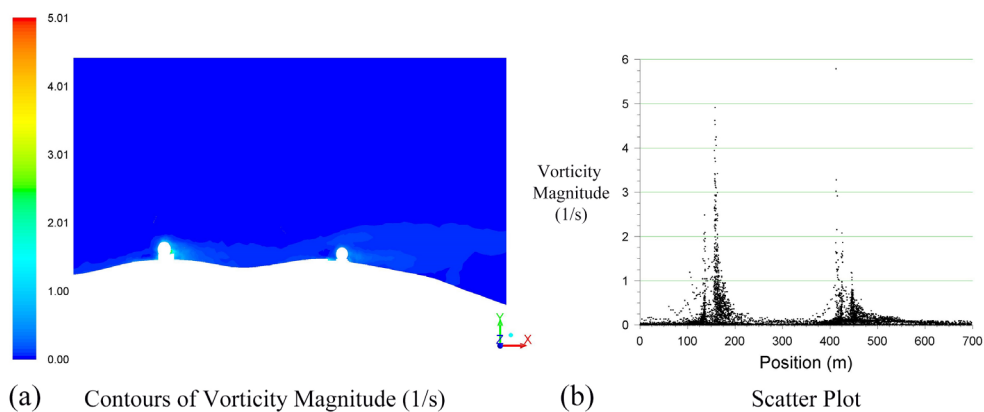 5.01
4.01
3.01
2.01
1.00
0.00
Y
Z
X
(a) Contours of Vorticity Magnitude (1/s)
6
5
4
3
2
1
0
Vorticity
Magnitude
(1/s)
0 100 200 300 400 500 600 700
Position (m)
(b) Scatter Plot